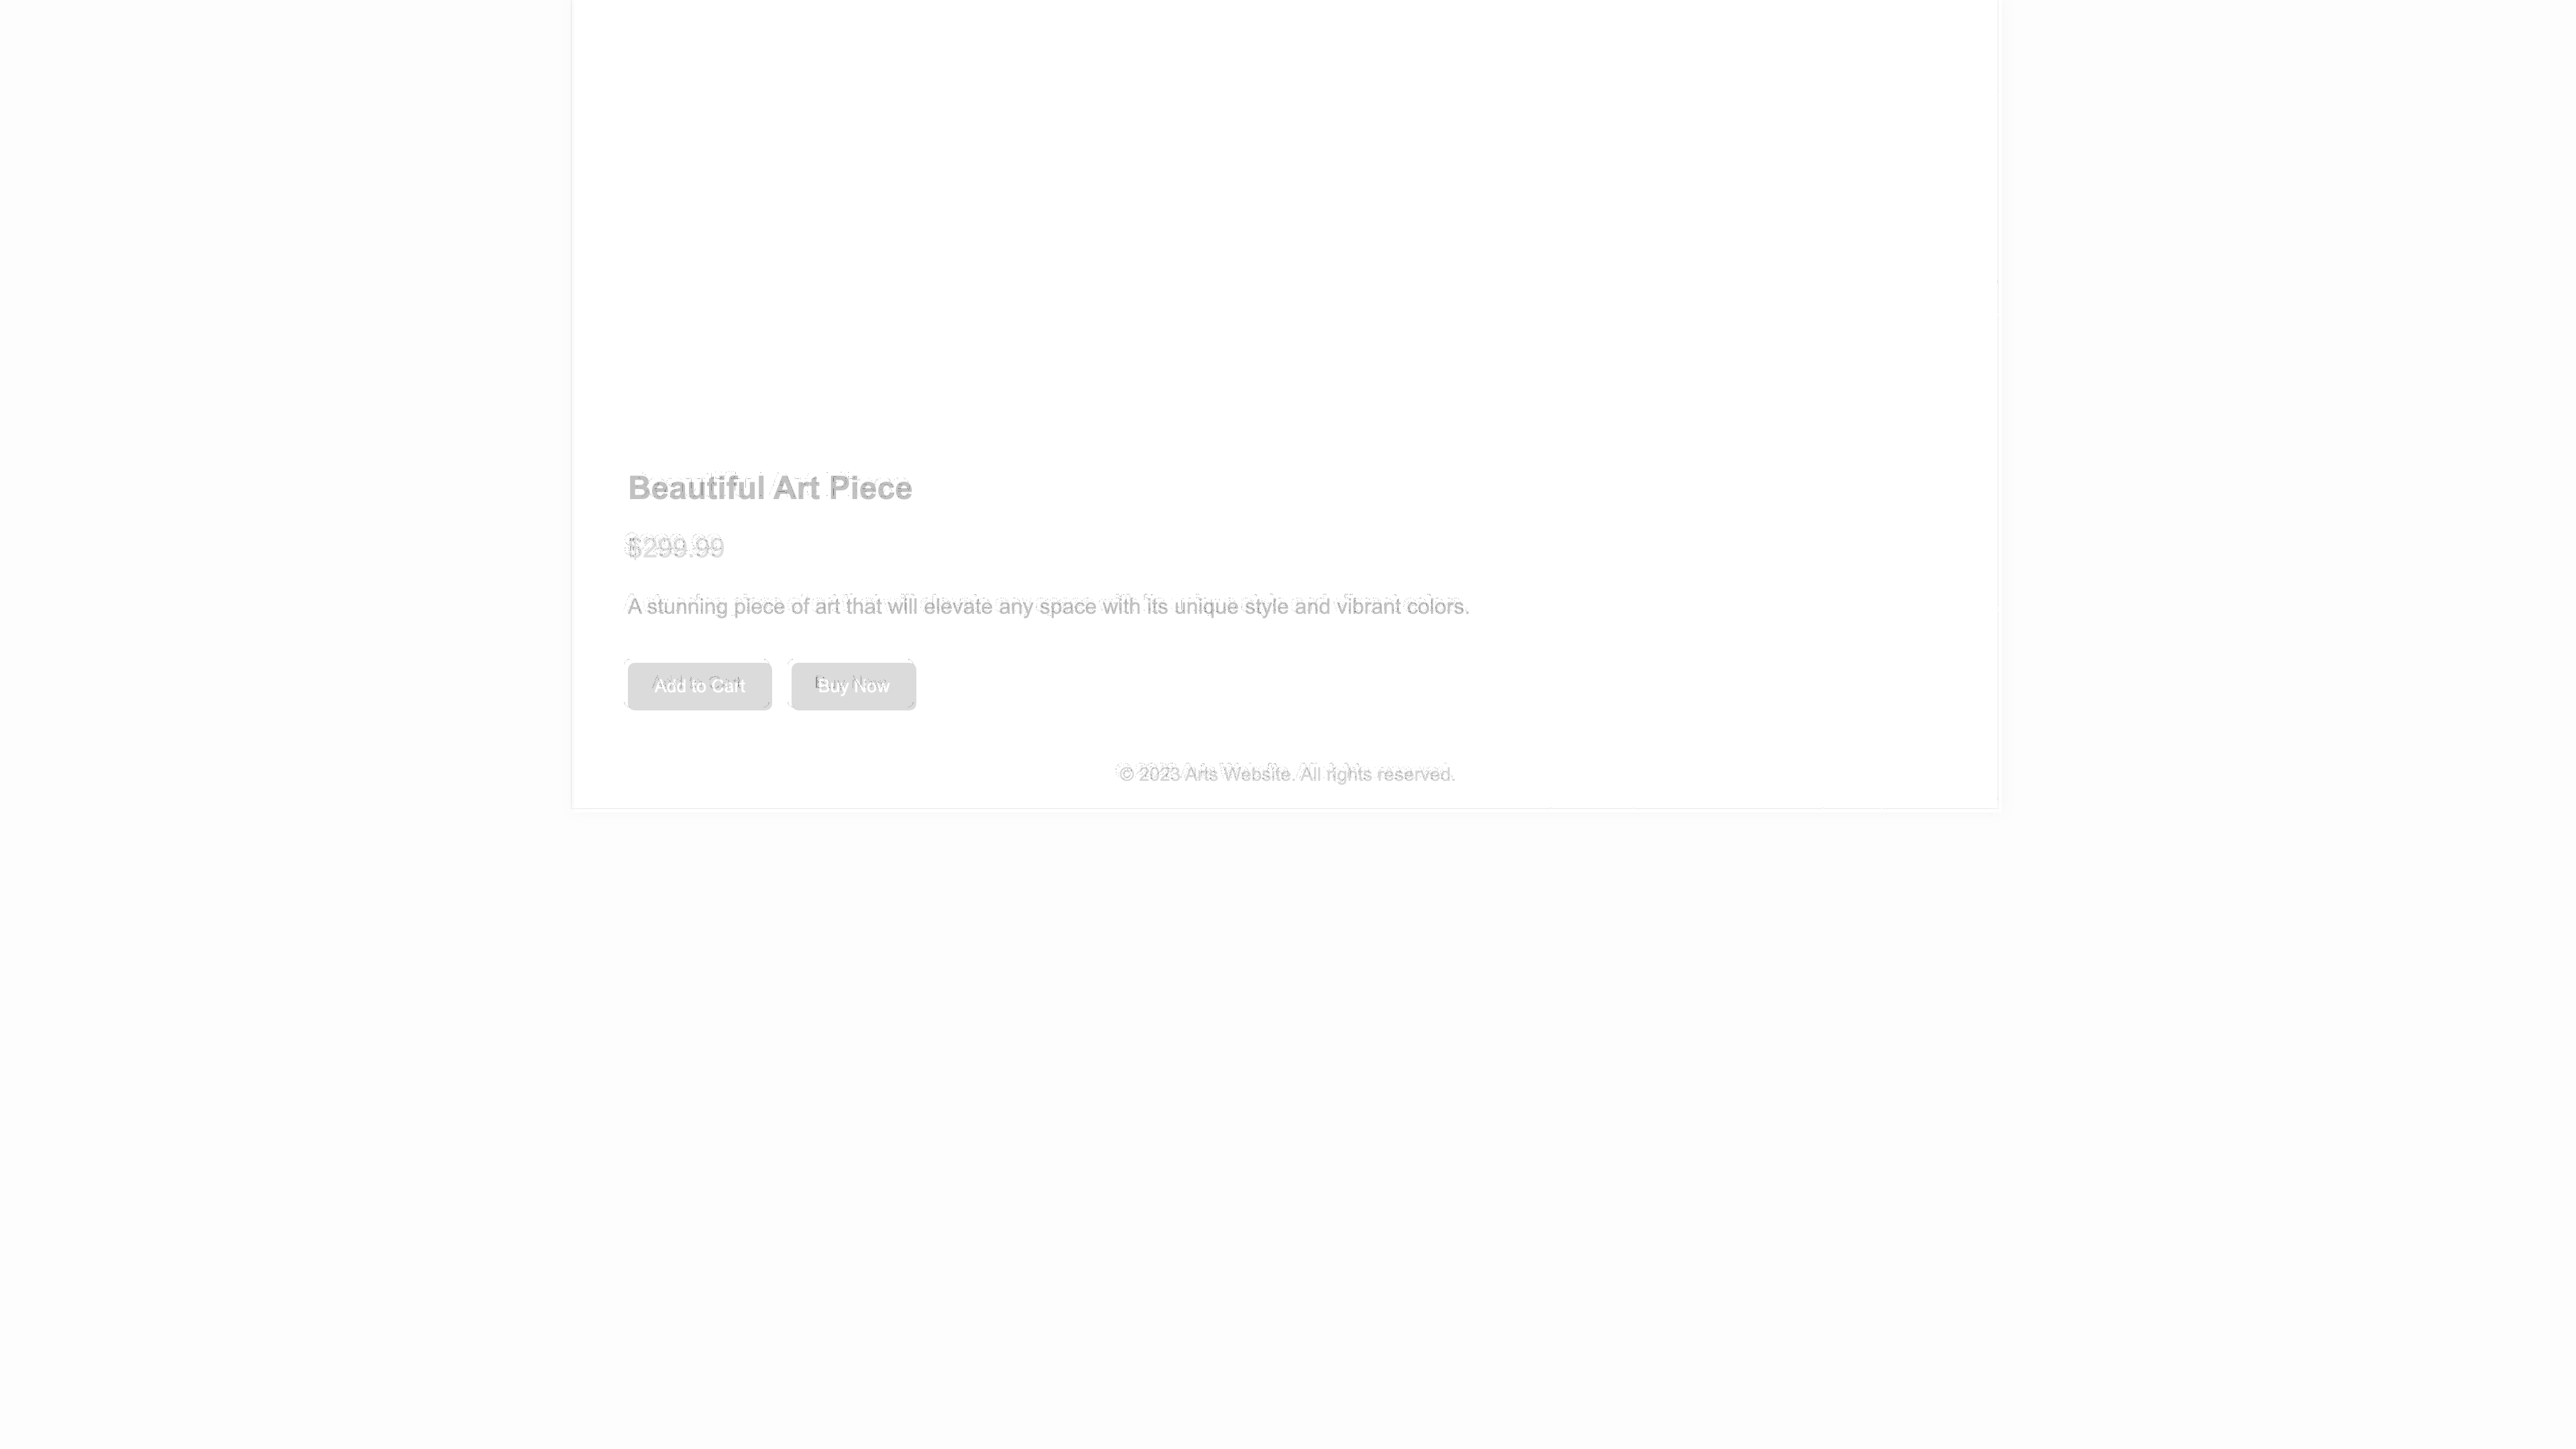 Beautiful Art Piece
$299.99
A stunning piece of art that will elevate any space with its unique style and vibrant colors.
Add to Cart Buy Now
© 2023 Arts Website. All rights reserved.